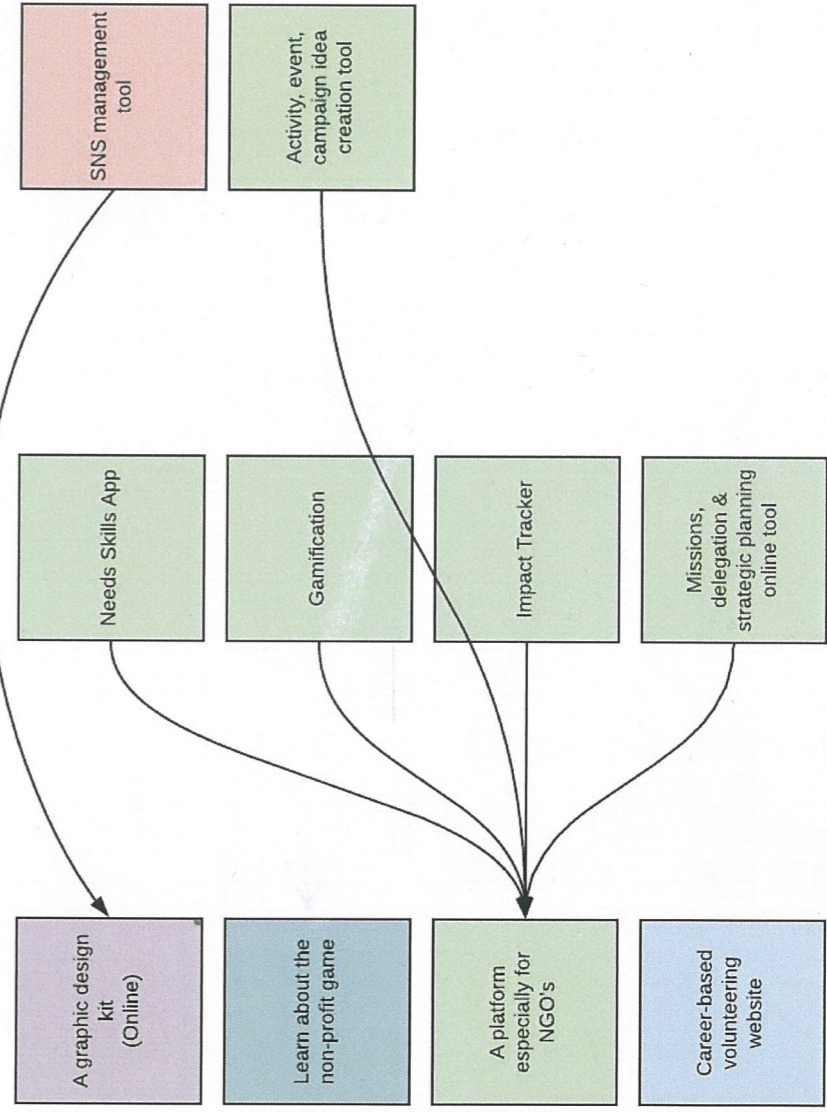 A graphic design
kit
(Online)
Learn about the
non-profit game
A platform
especially for
NGO's
Career-based
volunteering
website
Needs Skills App
Gamification
Impact Tracker
Missions,
delegation &
strategic planning
online tool
SNS management
tool
Activity, event,
campaign idea
creation tool